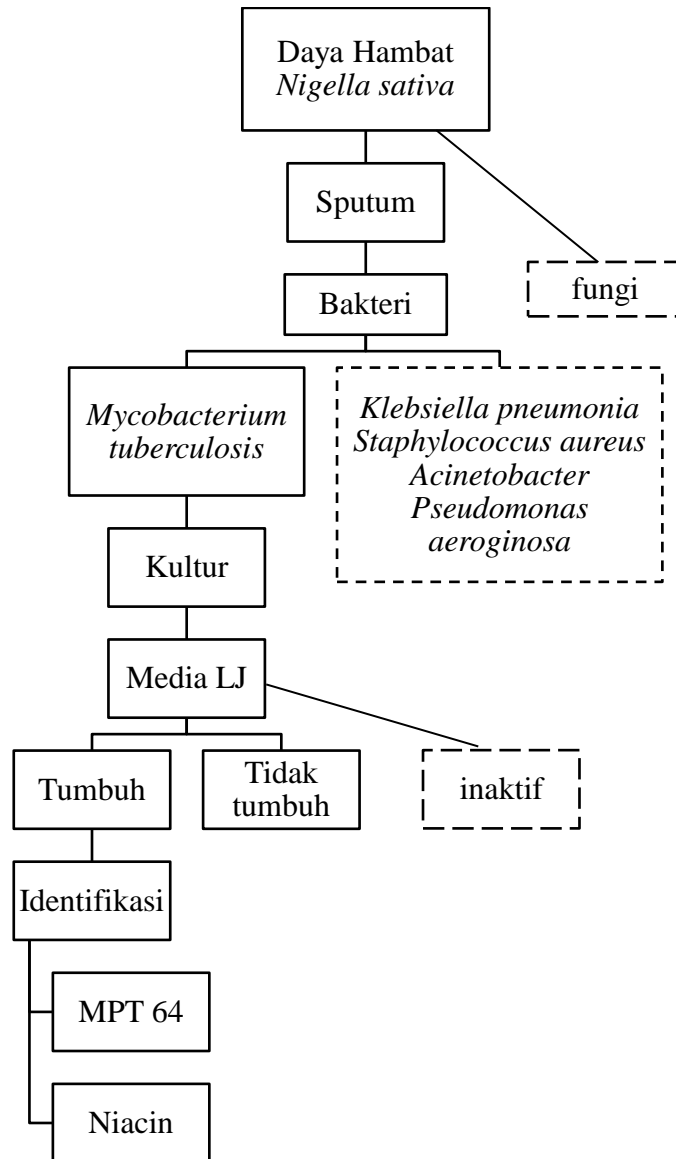 Daya Hambat
Nigella sativa
Sputum
fungi
Bakteri
Mycobacterium
tuberculosis
Klebsiella pneumonia
Staphylococcus aureus
Acinetobacter
Pseudomonas
aeroginosa
Kultur
Media LJ
Tumbuh
Tidak
tumbuh
inaktif
Identifikasi
MPT 64
Niacin